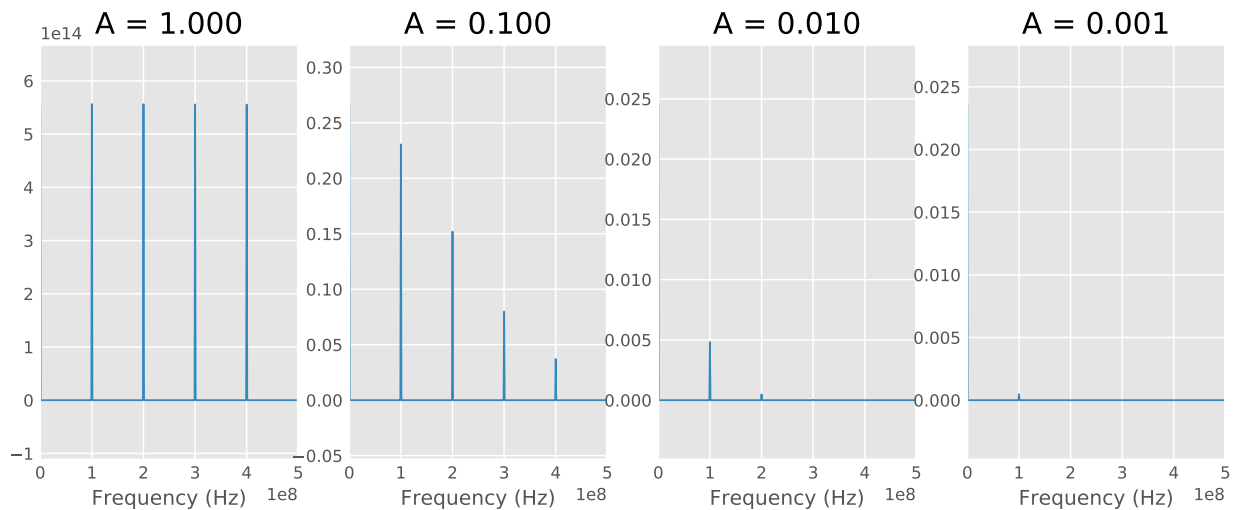 A = 1.000 A = 0.100 A = 0.010 A = 0.001
1e14
6
5
4
3
2
1
0
−1
0 1 2 3 4 5
Frequency (Hz) 1e8
0.30
0.25
0.20
0.15
0.10
0.05
0.00
−0.05
0 1 2 3 4 5
Frequency (Hz) 1e8
0.025
0.020
0.015
0.010
0.005
0.000
0 1 2 3 4 5
Frequency (Hz) 1e8
0.025
0.020
0.015
0.010
0.005
0.000
0 1 2 3 4 5
Frequency (Hz) 1e8